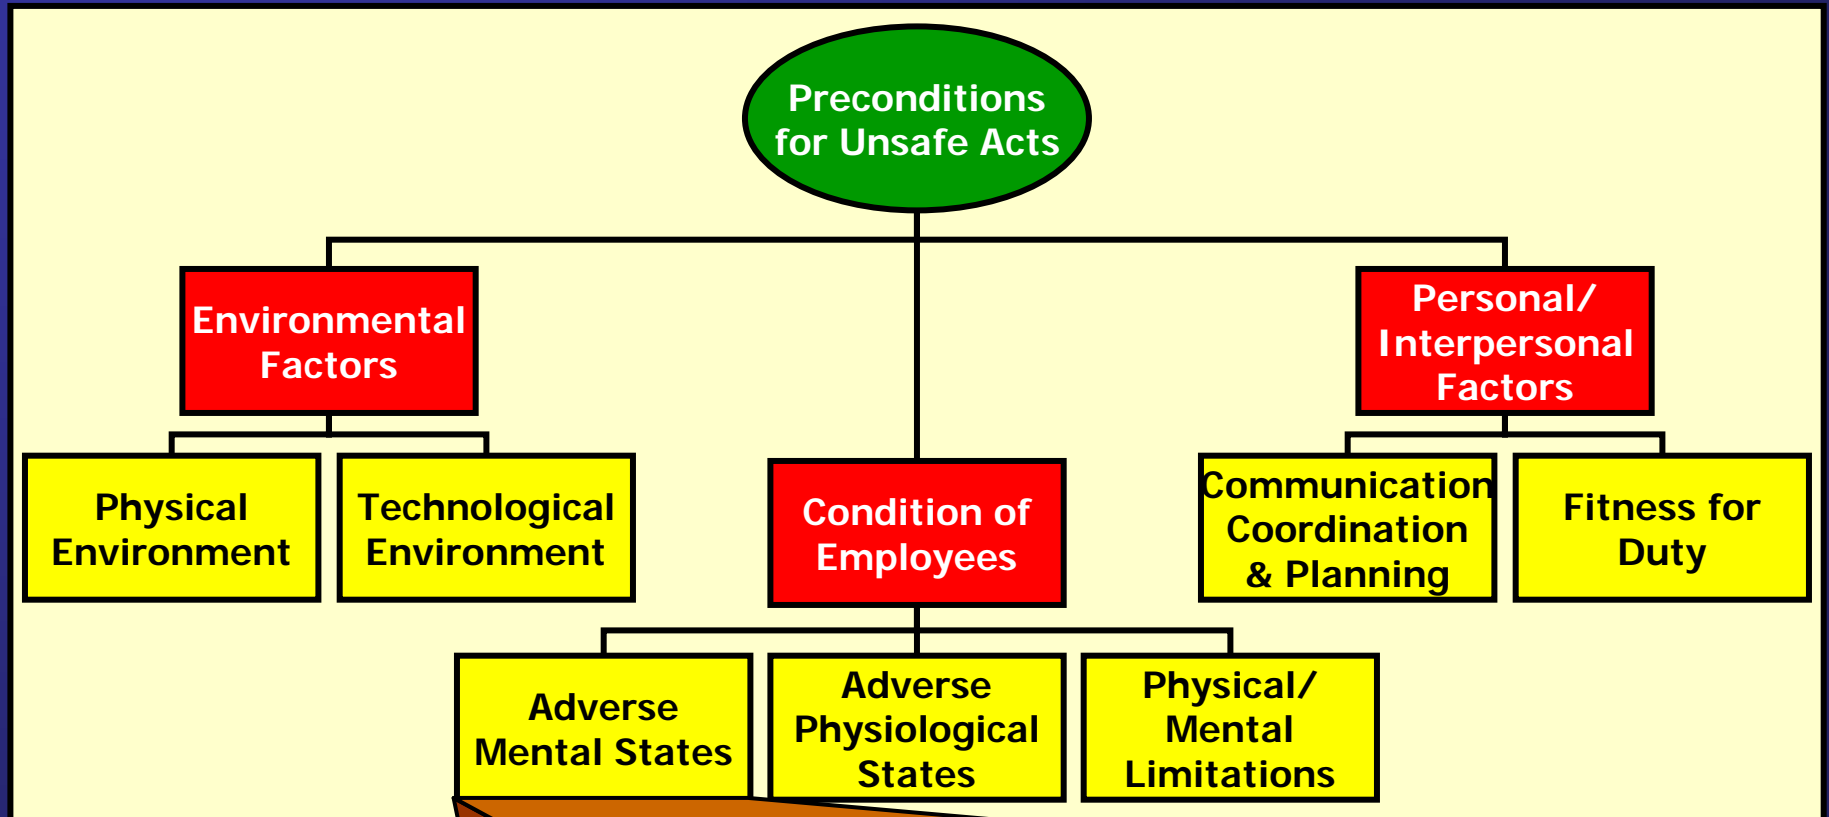 Preconditions
for Unsafe Acts
Environmental
Factors
Personal/
Interpersonal
Factors
Physical
Environment
Technological
Environment
Condition of
Employees
Communication
Coordination
& Planning
Fitness for
Duty
Adverse
Mental States
Adverse
Physiological
States
Physical/
Mental
Limitations